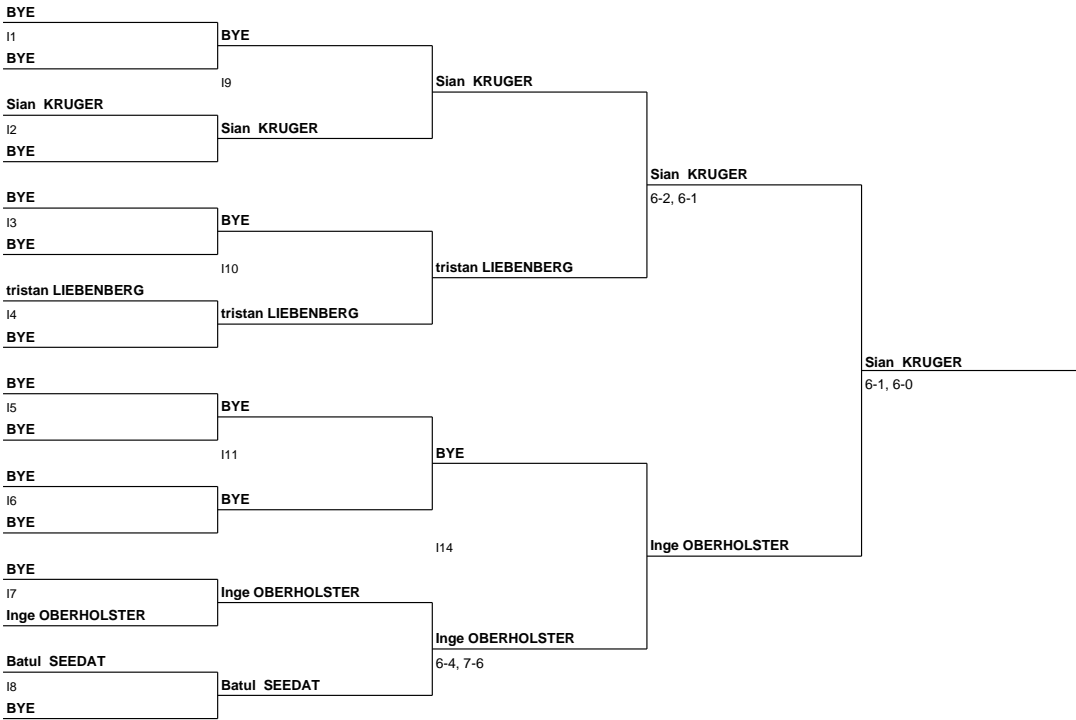 BYE
I1
BYE
BYE
I9
Sian KRUGER
I2
BYE
Sian KRUGER
Sian KRUGER
BYE
I3
BYE
BYE
I10
tristan LIEBENBERG
I4
BYE
tristan LIEBENBERG
tristan LIEBENBERG
Sian KRUGER
6-2, 6-1
BYE
I5
BYE
BYE
I11
BYE
I6
BYE
BYE
BYE
I14
BYE
I7
Inge OBERHOLSTER
Inge OBERHOLSTER
Batul SEEDAT
I8
BYE
Batul SEEDAT
Inge OBERHOLSTER
6-4, 7-6
Inge OBERHOLSTER
Sian KRUGER
6-1, 6-0